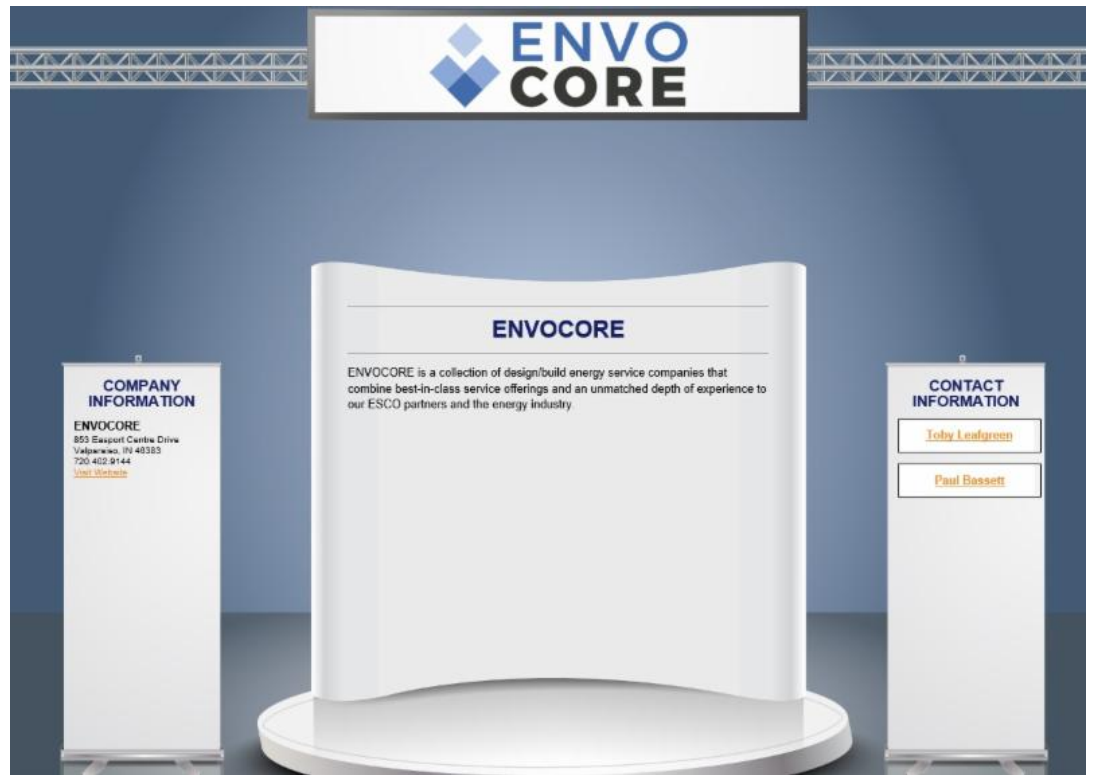 ENVO
CORE
ENVOCORE
ENVOCORE is a collection of design/build energy service companies that
combine best-in-class service offerings and an unmatched depth of experience to
our ESCO partners and the energy industry
COMPANY
INFORMATION
ENVOCORE
853 Easport Centre Drive
Valparaiso, IN 46383
720.402.9144
Visit Website
CONTACT
INFORMATION
Toby Leafgreen
Paul Bassett